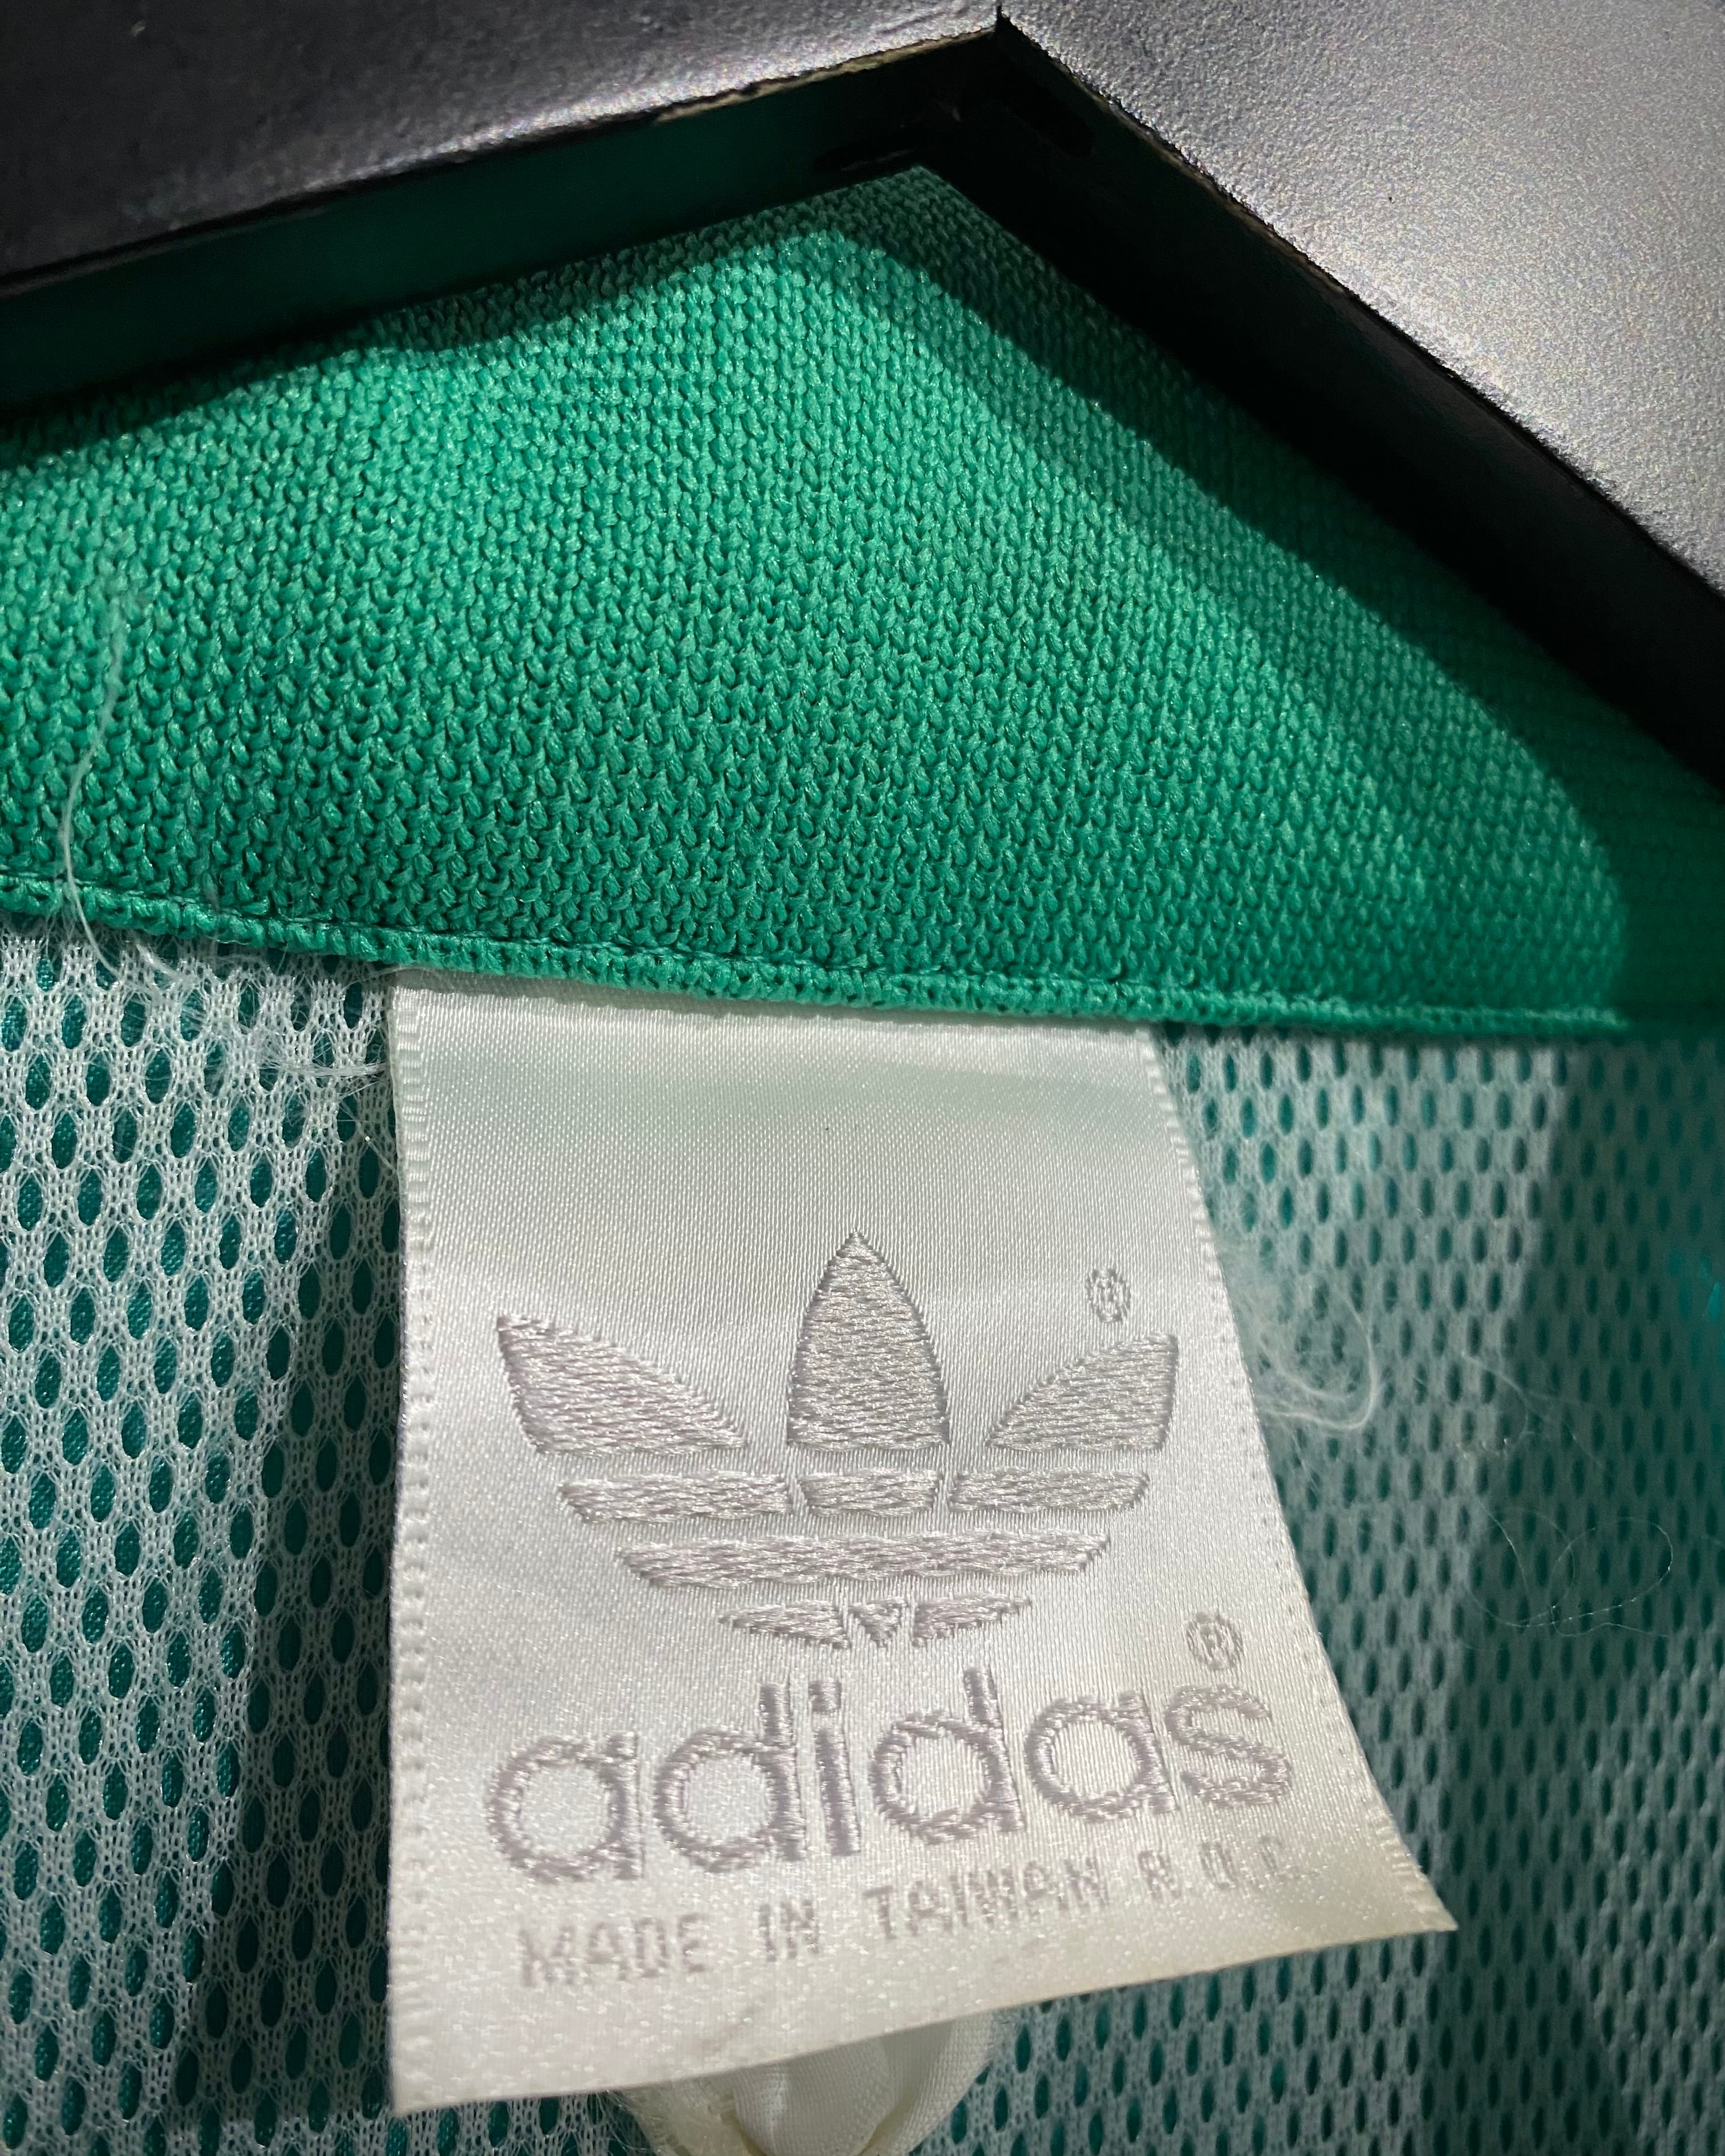 ®
adidas®
MADE IN TAIWAN R.O.C.